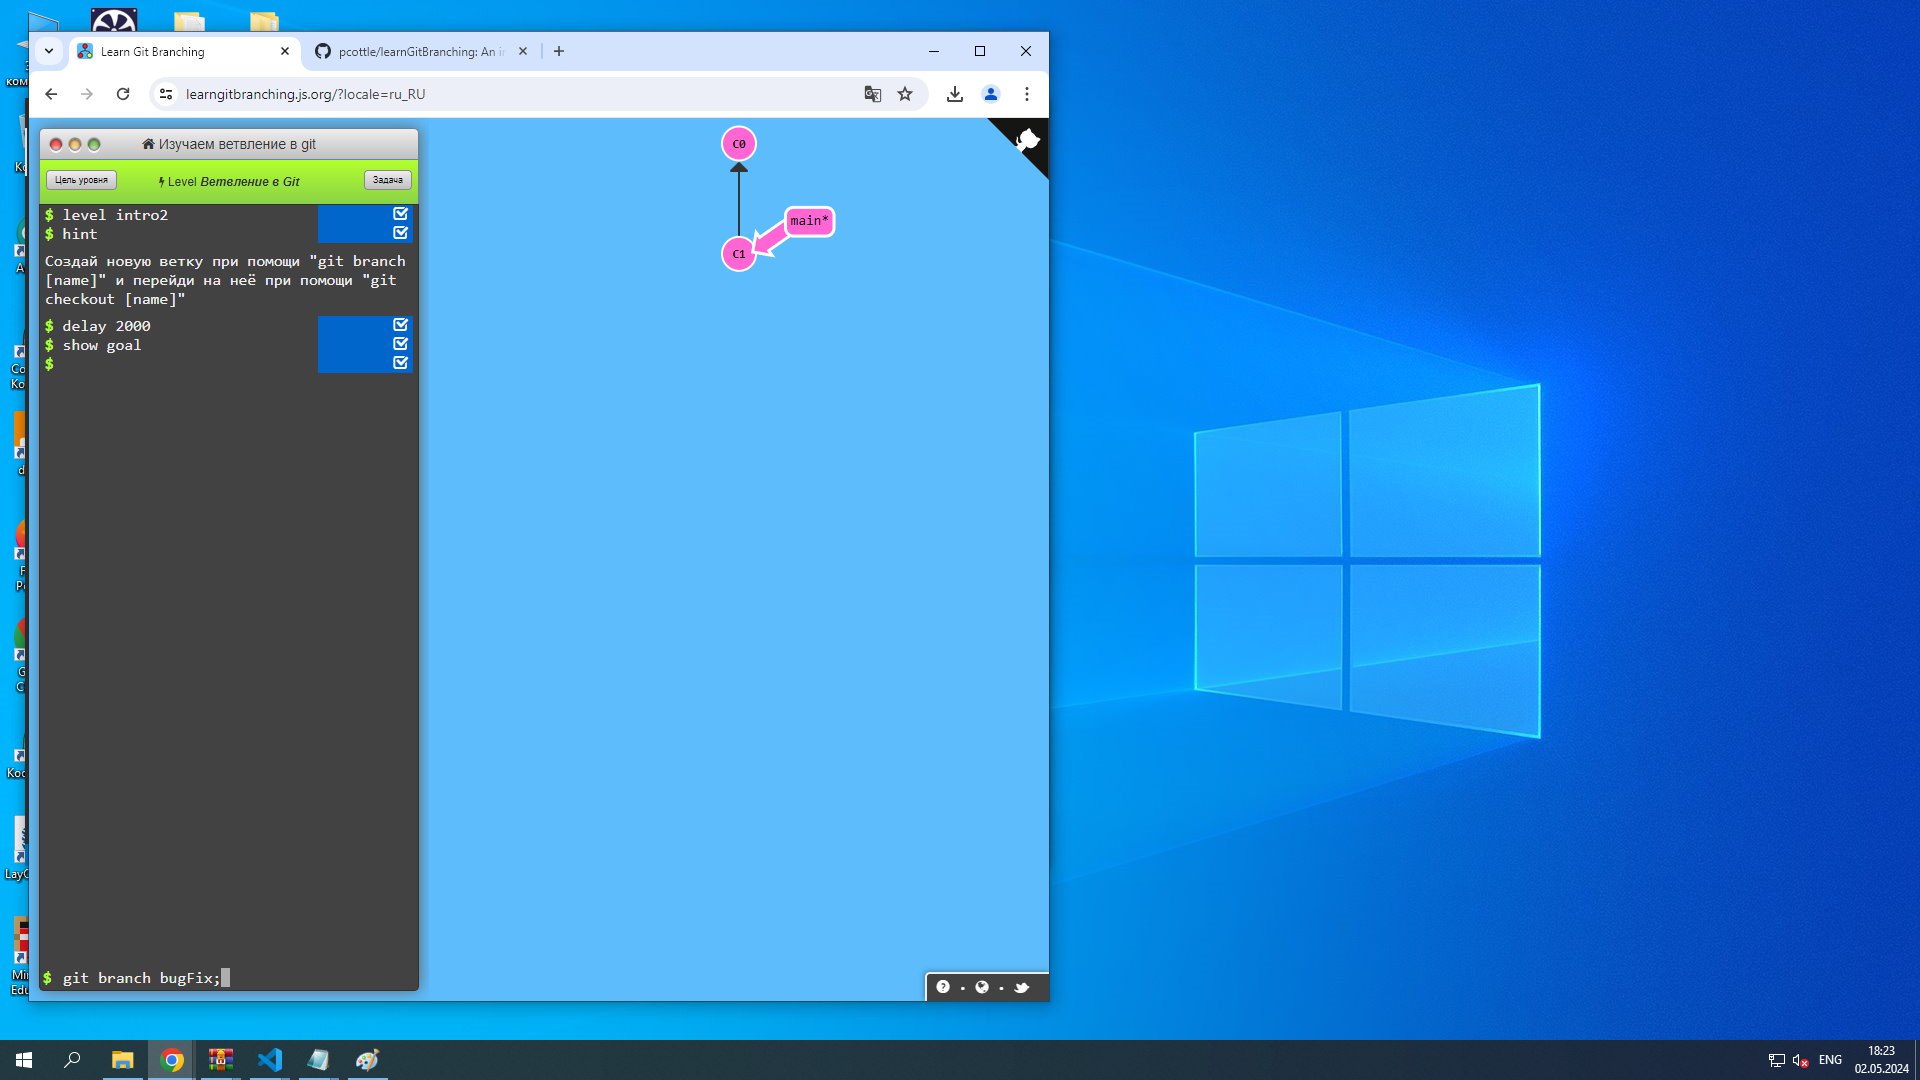 Learn Git Branching
pcottle/learnGitBranching: An i
learngitbranching.js.org/?locale=ru_RU
Изучаем ветвление в git
Цель уровня
Level Ветвление в Git
Задача
$ level intro2
$ hint
Создай новую ветку при помощи "git branch
[name]" и перейди на неё при помощи "git
checkout [name]"
$ delay 2000
$ show goal
$
$ git branch bugFix;
C0
main*
C1
ENG
18:23
02.05.2024